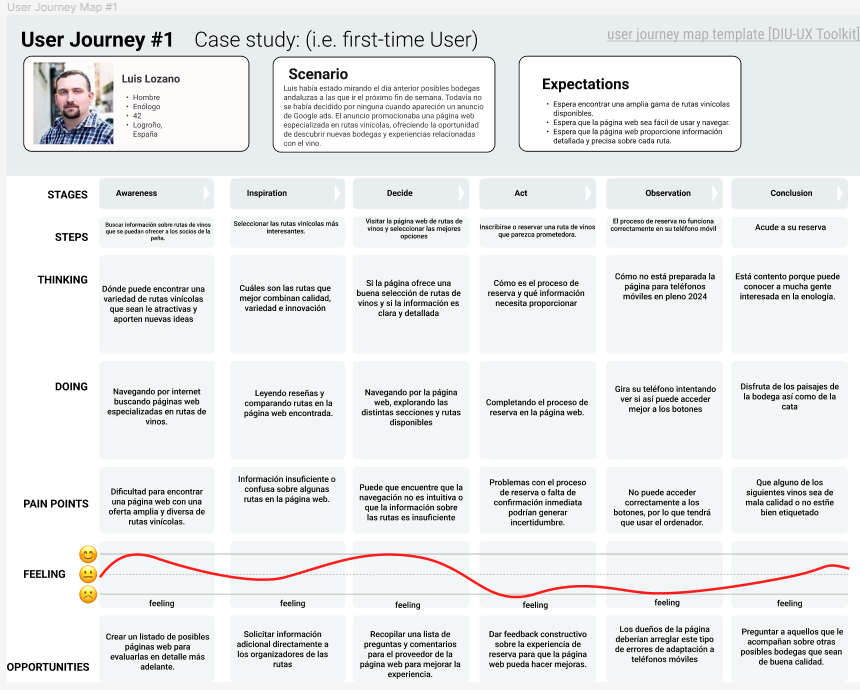 User Journey Map #1
User Journey #1 Case study: (i.e. first-time User)
user journey map template [DIU-UX Toolkit]
Luis Lozano
• Hombre
• Enólogo
• 42
• Logroño,
España
Scenario
Luis había estado mirando el día anterior posibles bodegas
andaluzas a las que ir el próximo fin de semana. Todavía no
se había decidido por ninguna cuando apareción un anuncio
de Google ads. El anuncio promocionaba una página web
especializada en rutas vinícolas, ofreciendo la oportunidad
de descubrir nuevas bodegas y experiencias relacionadas
con el vino.
Expectations
• Espera encontrar una amplia gama de rutas vinícolas
disponibles.
• Espera que la página web sea fácil de usar y navegar.
• Espera que la página web proporcione información
detallada y precisa sobre cada ruta.
STAGES
Awareness
Inspiration
Decide
Act
Observation
Conclusion
STEPS
Buscar información sobre rutas de vinos
que se puedan ofrecer a los socios de la
peña.
Seleccionar las rutas vinícolas más
interesantes.
Visitar la página web de rutas de
vinos y seleccionar las mejores
opciones
Inscribirse o reservar una ruta de vinos
que parezca prometedora.
El proceso de reserva no funciona
correctamente en su teléfono móvil
Acude a su reserva
THINKING
Dónde puede encontrar una
variedad de rutas vinícolas
que sean le atractivas y
aporten nuevas ideas
Cuáles son las rutas que
mejor combinan calidad,
variedad e innovación
Si la página ofrece una
buena selección de rutas de
vinos y si la información es
clara y detallada
Cómo es el proceso de
reserva y qué información
necesita proporcionar
Cómo no está preparada la
página para teléfonos
móviles en pleno 2024
Está contento porque puede
conocer a mucha gente
interesada en la enología.
DOING
Navegando por internet
buscando páginas web
especializadas en rutas de
vinos.
Leyendo reseñas y
comparando rutas en la
página web encontrada.
Navegando por la página
web, explorando las
distintas secciones y rutas
disponibles
Completando el proceso de
reserva en la página web.
Gira su teléfono intentando
ver si así puede acceder
mejor a los botones
Disfruta de los paisajes de
la bodega así como de la
cata
PAIN POINTS
Dificultad para encontrar
una página web con una
oferta amplia y diversa de
rutas vinícolas.
Información insuficiente o
confusa sobre algunas
rutas en la página web.
Puede que encuentre que la
navegación no es intuitiva o
que la información sobre
las rutas es insuficiente
Problemas con el proceso
de reserva o falta de
confirmación inmediata
podrían generar
incertidumbre.
No puede acceder
correctamente a los
botones, por lo que tendrá
que usar el ordenador.
Que alguno de los
siguientes vinos sea de
mala calidad o no estñe
bien etiquetado
FEELING
feeling
feeling
feeling
feeling
feeling
feeling
OPPORTUNITIES
Crear un listado de posibles
páginas web para
evaluarlas en detalle más
adelante.
Solicitar información
adicional directamente a
los organizadores de las
rutas
Recopilar una lista de
preguntas y comentarios
para el proveedor de la
página web para mejorar la
experiencia.
Dar feedback constructivo
sobre la experiencia de
reserva para que la página
web pueda hacer mejoras.
Los dueños de la página
deberían arreglar este tipo
de errores de adaptación a
teléfonos móviles
Preguntar a aquellos que le
acompañan sobre otras
posibles bodegas que sean
de buena calidad.